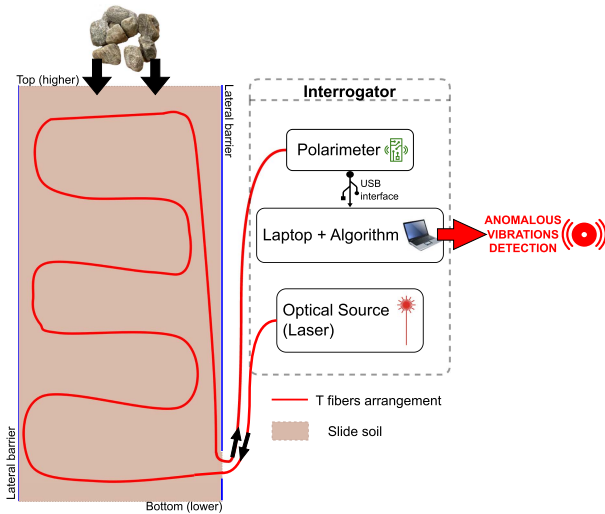 Top (higher)
Lateral barrier
Interrogator
Polarimeter
USB
interface
Laptop + Algorithm
ANOMALOUS
VIBRATIONS
DETECTION
Optical Source
(Laser)
T fibers arrangement
Slide soil
Lateral barrier
Bottom (lower)